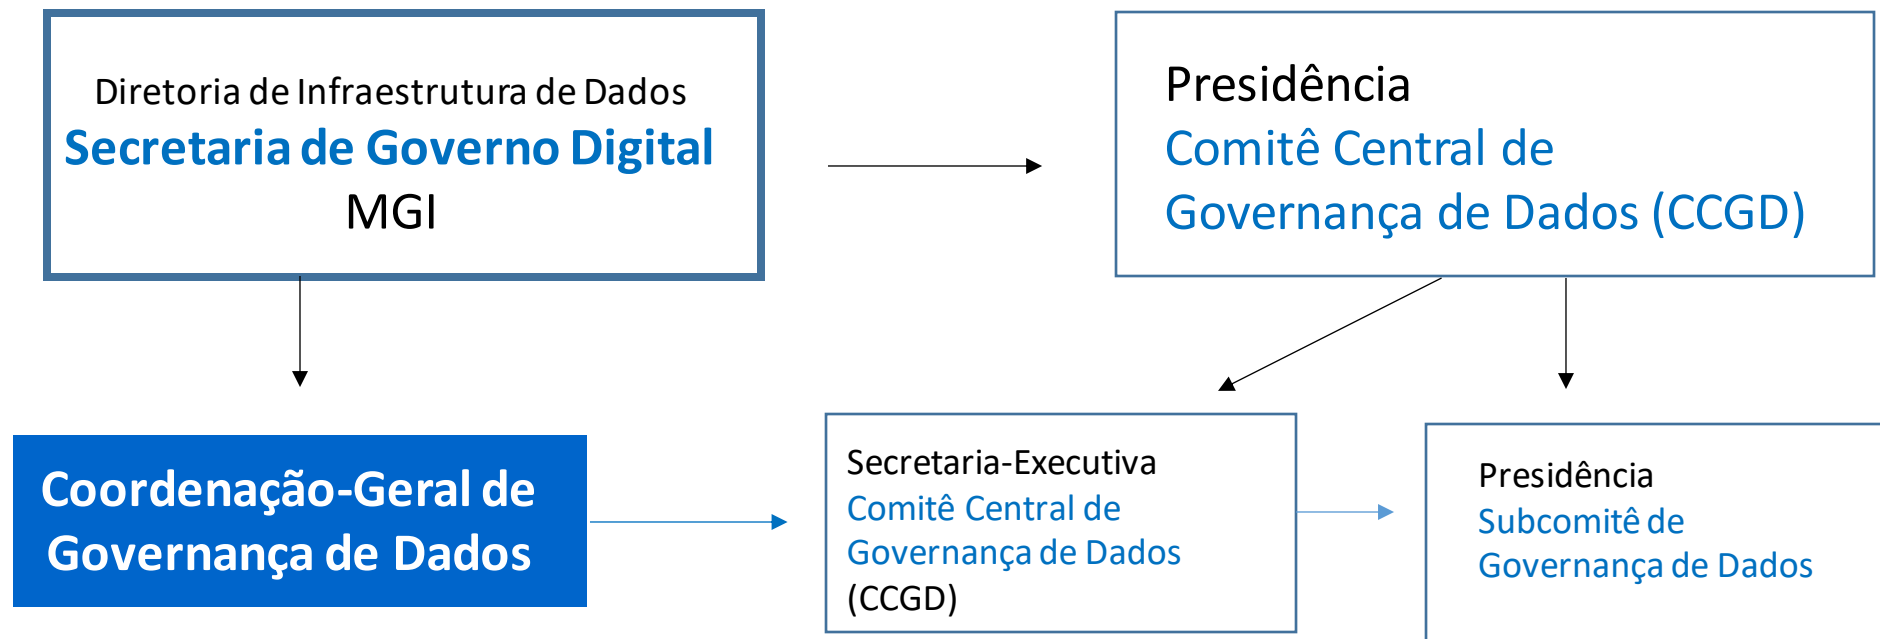 Diretoria de Infraestrutura de Dados
Secretaria de Governo Digital
MGI
Presidência
Comitê Central de
Governança de Dados (CCGD)
Coordenação-Geral de
Governança de Dados
Secretaria-Executiva
Comitê Central de
Governança de Dados
(CCGD)
Presidência
Subcomitê de
Governança de Dados